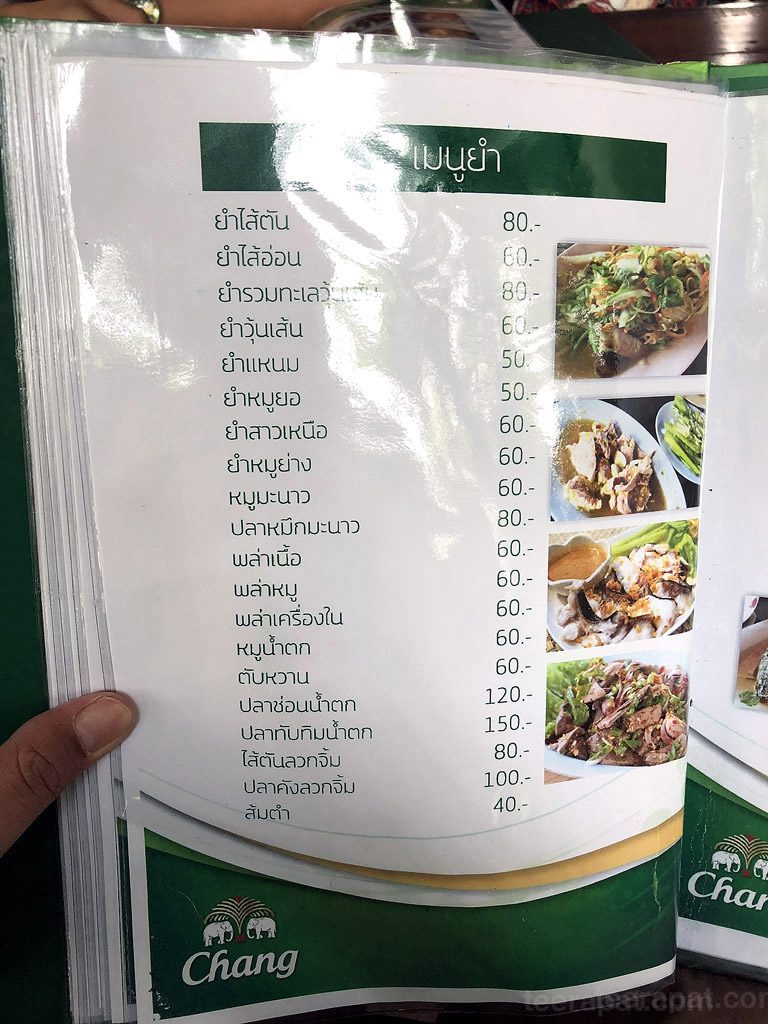 เมนูยำ
ยำไส้ตัน 80.-
ยำไส้อ่อน 60.-
ยำรวมทะเลวุ้นเส้น 80.-
ยำวุ้นเส้น 60.-
ยำแหนม 50.
ยำหมูยอ 50.-
ยำสาวเหนือ 60.-
ยำหมูย่าง 60.-
หมูมะนาว 60.-
ปลาหมึกมะนาว 80.-
พล่าเนื้อ 60.-
พล่าหมู 60.-
พล่าเครื่องใน 60.-
หมูน้ำตก 60.-
ตับหวาน 60.-
ปลาช่อนน้ำตก 120.-
ปลาทับทิมน้ำตก 150.-
ไส้ตันลวกจิ้ม 80.-
ปลาคังลวกจิ้ม 100.-
ส้มตำ 40.-
Chang
Chan